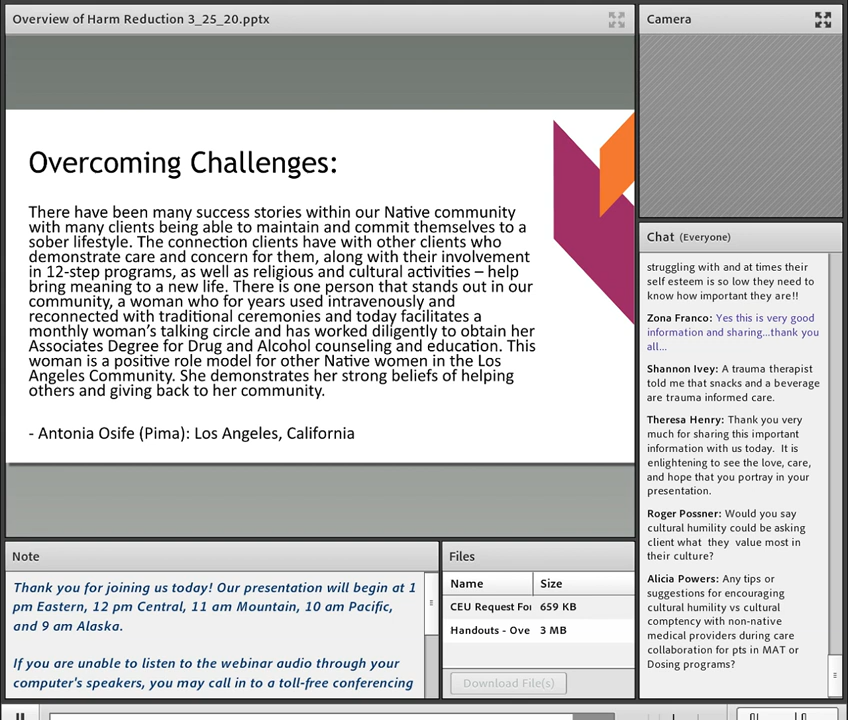 Overview of Harm Reduction 3_25_20.pptx
Overcoming Challenges:
There have been many success stories within our Native community
with many clients being able to maintain and commit themselves to a
sober lifestyle. The connection clients have with other clients who
demonstrate care and concern for them, along with their involvement
in 12-step programs, as well as religious and cultural activities – help
bring meaning to a new life. There is one person that stands out in our
community, a woman who for years used intravenously and
reconnected with traditional ceremonies and today facilitates a
monthly woman’s talking circle and has worked diligently to obtain her
Associates Degree for Drug and Alcohol counseling and education. This
woman is a positive role model for other Native women in the Los
Angeles Community. She demonstrates her strong beliefs of helping
others and giving back to her community.
- Antonia Osife (Pima): Los Angeles, California
Note
Thank you for joining us today! Our presentation will begin at 1
pm Eastern, 12 pm Central, 11 am Mountain, 10 am Pacific,
and 9 am Alaska.
If you are unable to listen to the webinar audio through your
computer's speakers, you may call in to a toll-free conferencing
Files
Name Size
CEU Request For 659 KB
Handouts - Ove 3 MB
Download File(s)
Camera
Chat (Everyone)
struggling with and at times their
self esteem is so low they need to
know how important they are!!
Zona Franco: Yes this is very good
information and sharing...thank you
all...
Shannon Ivey: A trauma therapist
told me that snacks and a beverage
are trauma informed care.
Theresa Henry: Thank you very
much for sharing this important
information with us today. It is
enlightening to see the love, care,
and hope that you portray in your
presentation.
Roger Possner: Would you say
cultural humility could be asking
client what they value most in
their culture?
Alicia Powers: Any tips or
suggestions for encouraging
cultural humility vs cultural
comptency with non-native
medical providers during care
collaboration for pts in MAT or
Dosing programs?